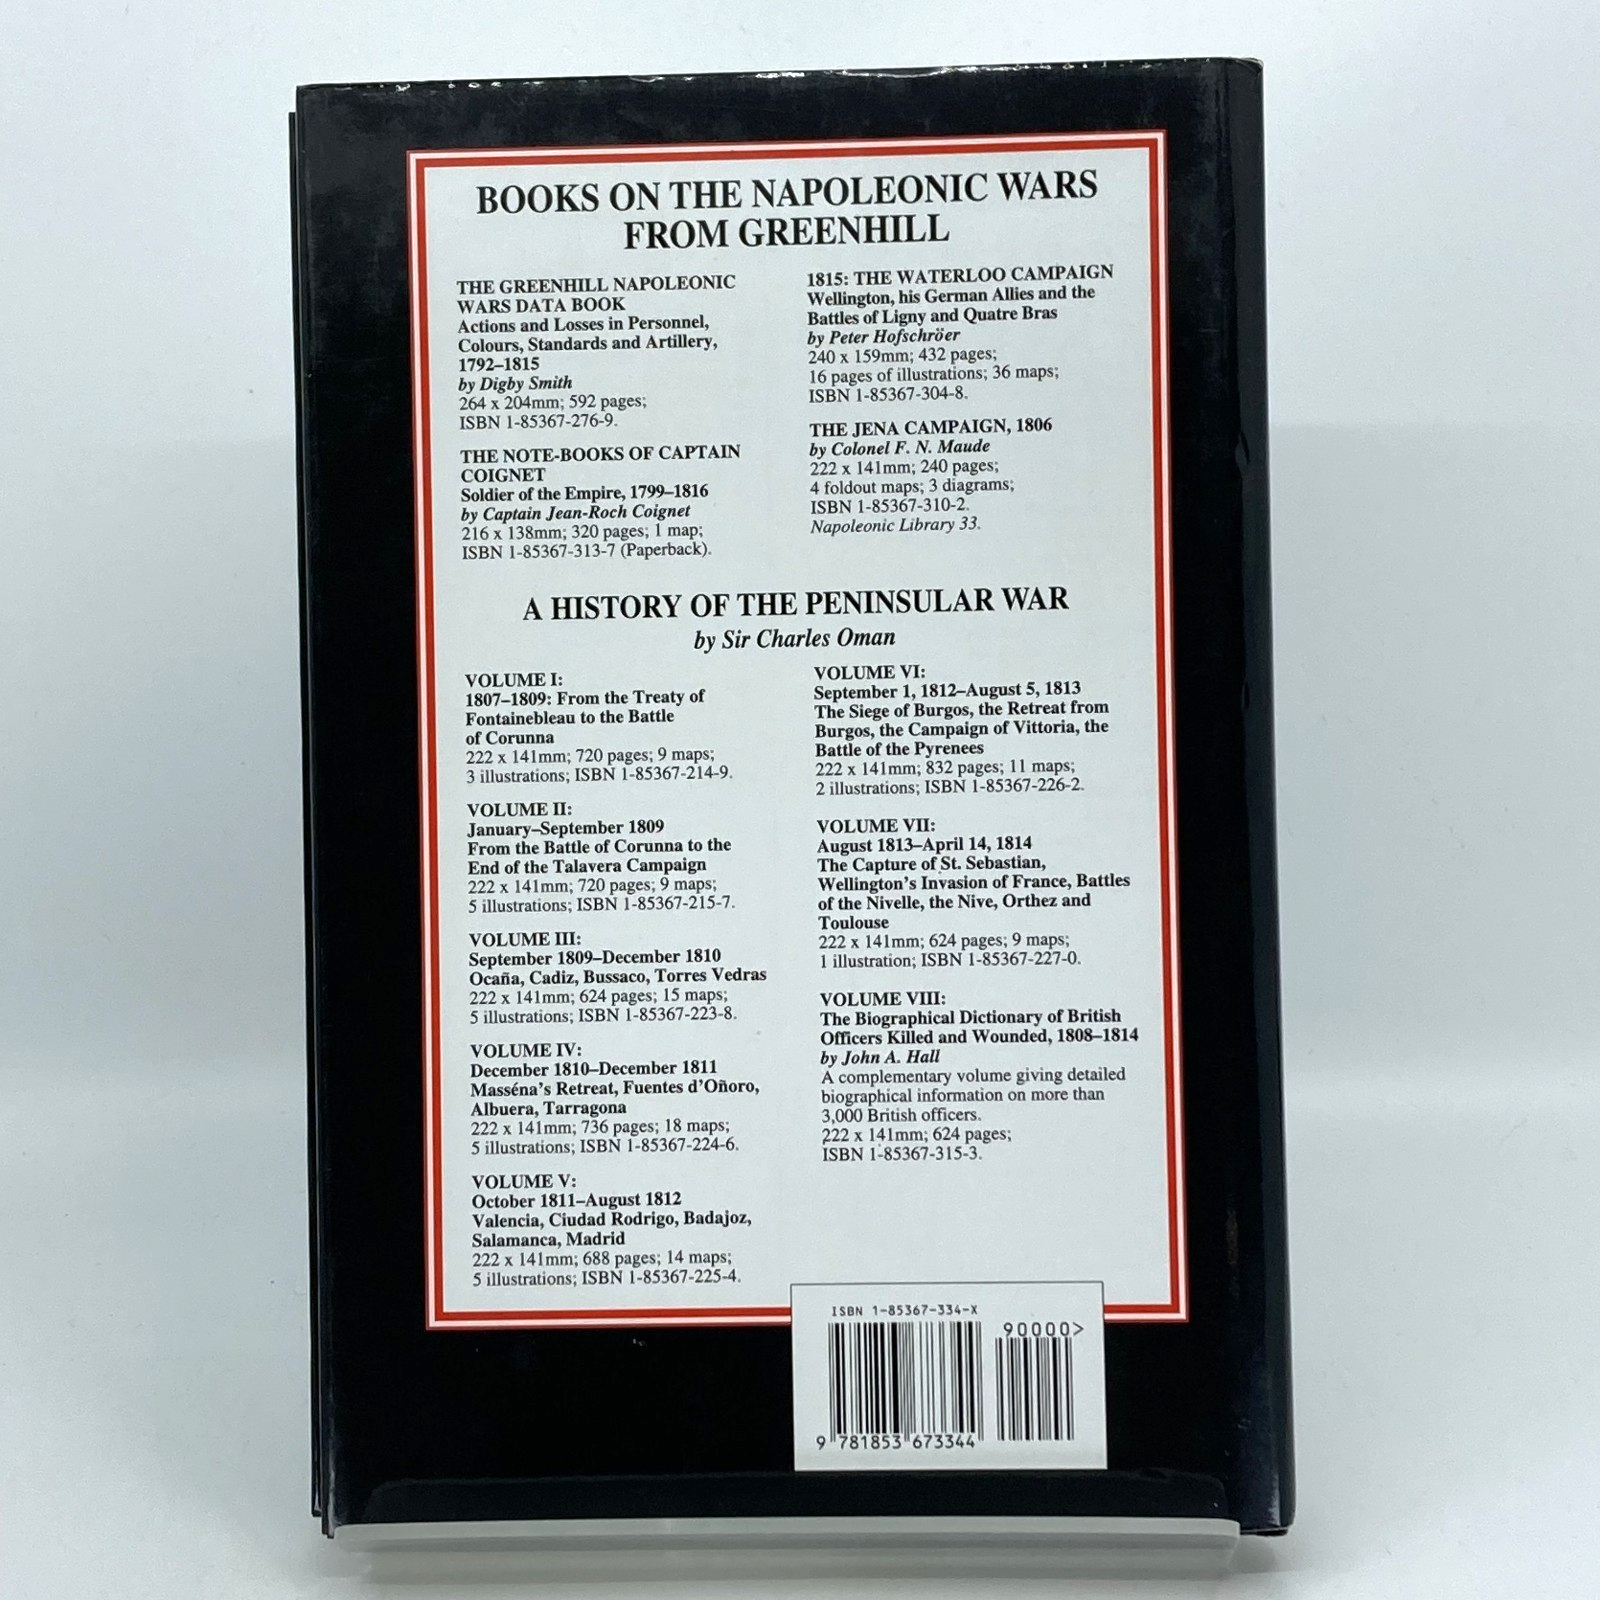 BOOKS ON THE NAPOLEONIC WARS
FROM GREENHILL
THE GREENHILL NAPOLEONIC
WARS DATA BOOK
Actions and Losses in Personnel,
Colours, Standards and Artillery,
1792–1815
by Digby Smith
264 x 204mm; 592 pages;
ISBN 1-85367-276-9.
THE NOTE-BOOKS OF CAPTAIN
COIGNET
Soldier of the Empire, 1799–1816
by Captain Jean-Roch Coignet
216 x 138mm; 320 pages; 1 map;
ISBN 1-85367-313-7 (Paperback).
1815: THE WATERLOO CAMPAIGN
Wellington, his German Allies and the
Battles of Ligny and Quatre Bras
by Peter Hofschröer
240 x 159mm; 432 pages;
16 pages of illustrations; 36 maps;
ISBN 1-85367-304-8.
THE JENA CAMPAIGN, 1806
by Colonel F. N. Maude
222 x 141mm; 240 pages;
4 foldout maps; 3 diagrams;
ISBN 1-85367-310-2.
Napoleonic Library 33.
A HISTORY OF THE PENINSULAR WAR
by Sir Charles Oman
VOLUME I:
1807–1809: From the Treaty of
Fontainebleau to the Battle
of Corunna
222 x 141mm; 720 pages; 9 maps;
3 illustrations; ISBN 1-85367-214-9.
VOLUME II:
January–September 1809
From the Battle of Corunna to the
End of the Talavera Campaign
222 x 141mm; 720 pages; 9 maps;
5 illustrations; ISBN 1-85367-215-7.
VOLUME III:
September 1809–December 1810
Ocaña, Cadiz, Bussaco, Torres Vedras
222 x 141mm; 624 pages; 15 maps;
5 illustrations; ISBN 1-85367-223-8.
VOLUME IV:
December 1810–December 1811
Masséna's Retreat, Fuentes d'Oñoro,
Albuera, Tarragona
222 x 141mm; 736 pages; 18 maps;
5 illustrations; ISBN 1-85367-224-6.
VOLUME V:
October 1811–August 1812
Valencia, Ciudad Rodrigo, Badajoz,
Salamanca, Madrid
222 x 141mm; 688 pages; 14 maps;
5 illustrations; ISBN 1-85367-225-4.
VOLUME VI:
September 1, 1812–August 5, 1813
The Siege of Burgos, the Retreat from
Burgos, the Campaign of Vittoria, the
Battle of the Pyrenees
222 x 141mm; 832 pages; 11 maps;
2 illustrations; ISBN 1-85367-226-2.
VOLUME VII:
August 1813–April 14, 1814
The Capture of St. Sebastian,
Wellington's Invasion of France, Battles
of the Nivelle, the Nive, Orthez and
Toulouse
222 x 141mm; 624 pages; 9 maps;
1 illustration; ISBN 1-85367-227-0.
VOLUME VIII:
The Biographical Dictionary of British
Officers Killed and Wounded, 1808–1814
by John A. Hall
A complementary volume giving detailed
biographical information on more than
3,000 British officers.
222 x 141mm; 624 pages;
ISBN 1-85367-315-3.
ISBN 1-85367-334-X
90000>
9 781853 673344